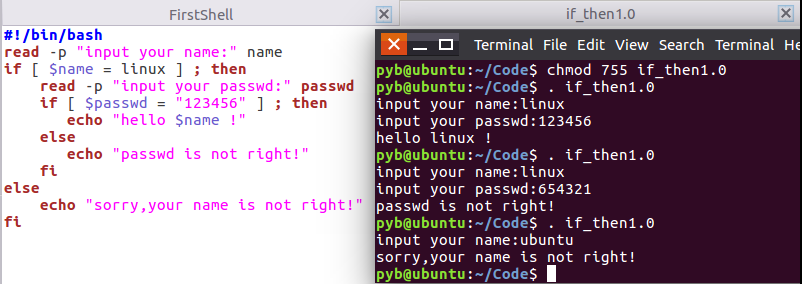 FirstShell
if_then1.0
#!/bin/bash
read -p "input your name:" name
if [ $name = linux ] ; then
read -p "input your passwd:" passwd
if [ $passwd = "123456" ] ; then
echo "hello $name !"
else
echo "passwd is not right!"
fi
else
echo "sorry,your name is not right!"
fi
Terminal File Edit View Search Terminal He
pyb@ubuntu:~/Code$ chmod 755 if_then1.0
pyb@ubuntu:~/Code$ . if_then1.0
input your name:linux
input your passwd:123456
hello linux !
pyb@ubuntu:~/Code$ . if_then1.0
input your name:linux
input your passwd:654321
passwd is not right!
pyb@ubuntu:~/Code$ . if_then1.0
input your name:ubuntu
sorry,your name is not right!
pyb@ubuntu:~/Code$